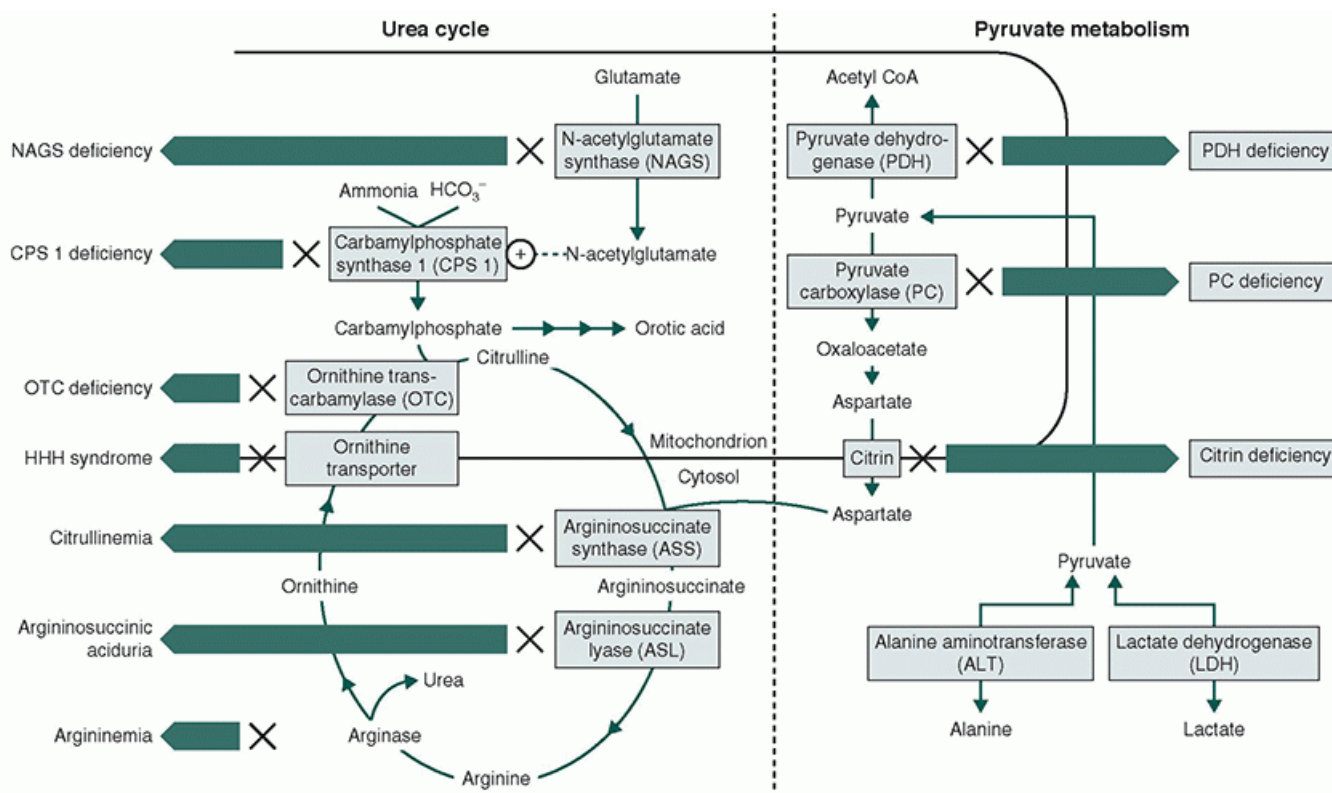 Urea cycle
Pyruvate metabolism
Glutamate
Acetyl CoA
NAGS deficiency
N-acetylglutamate
synthase (NAGS)
Pyruvate dehydro-
genase (PDH)
PDH deficiency
Ammonia HCO₃⁻
Pyruvate
CPS 1 deficiency
Carbamylphosphate
synthase 1 (CPS 1)
+
N-acetylglutamate
Pyruvate
carboxylase (PC)
PC deficiency
Carbamylphosphate
Orotic acid
Citrulline
Oxaloacetate
OTC deficiency
Ornithine trans-
carbamylase (OTC)
Aspartate
HHH syndrome
Ornithine
transporter
Mitochondrion
Cytosol
Citrin
Citrin deficiency
Aspartate
Citrullinemia
Argininosuccinate
synthase (ASS)
Pyruvate
Ornithine
Argininosuccinate
Argininosuccinic
aciduria
Argininosuccinate
lyase (ASL)
Alanine aminotransferase
(ALT)
Lactate dehydrogenase
(LDH)
Urea
Argininemia
Arginase
Alanine
Lactate
Arginine